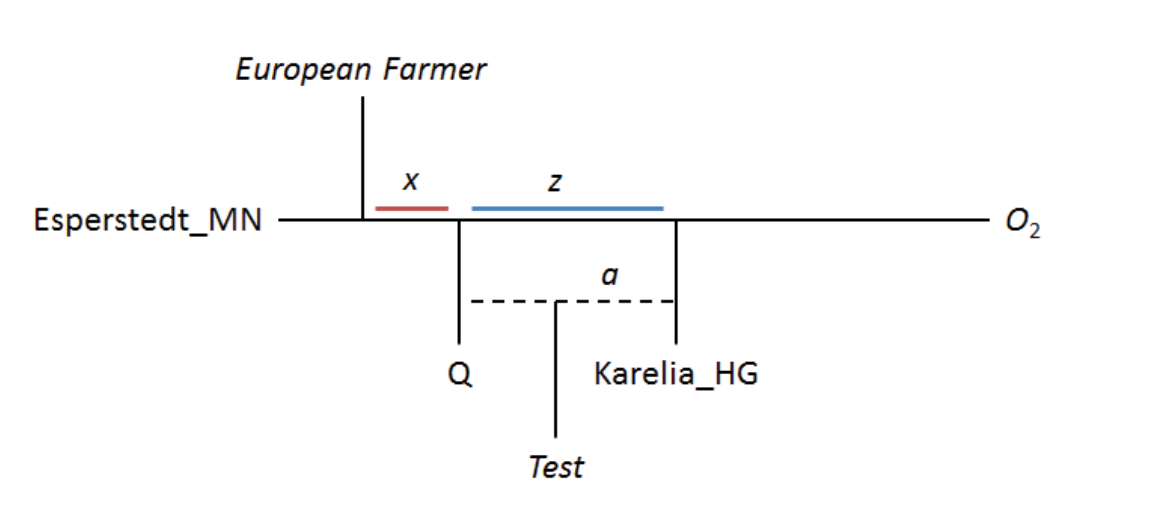 European Farmer
x
z
Esperstedt_MN
O₂
a
Q
Karelia_HG
Test